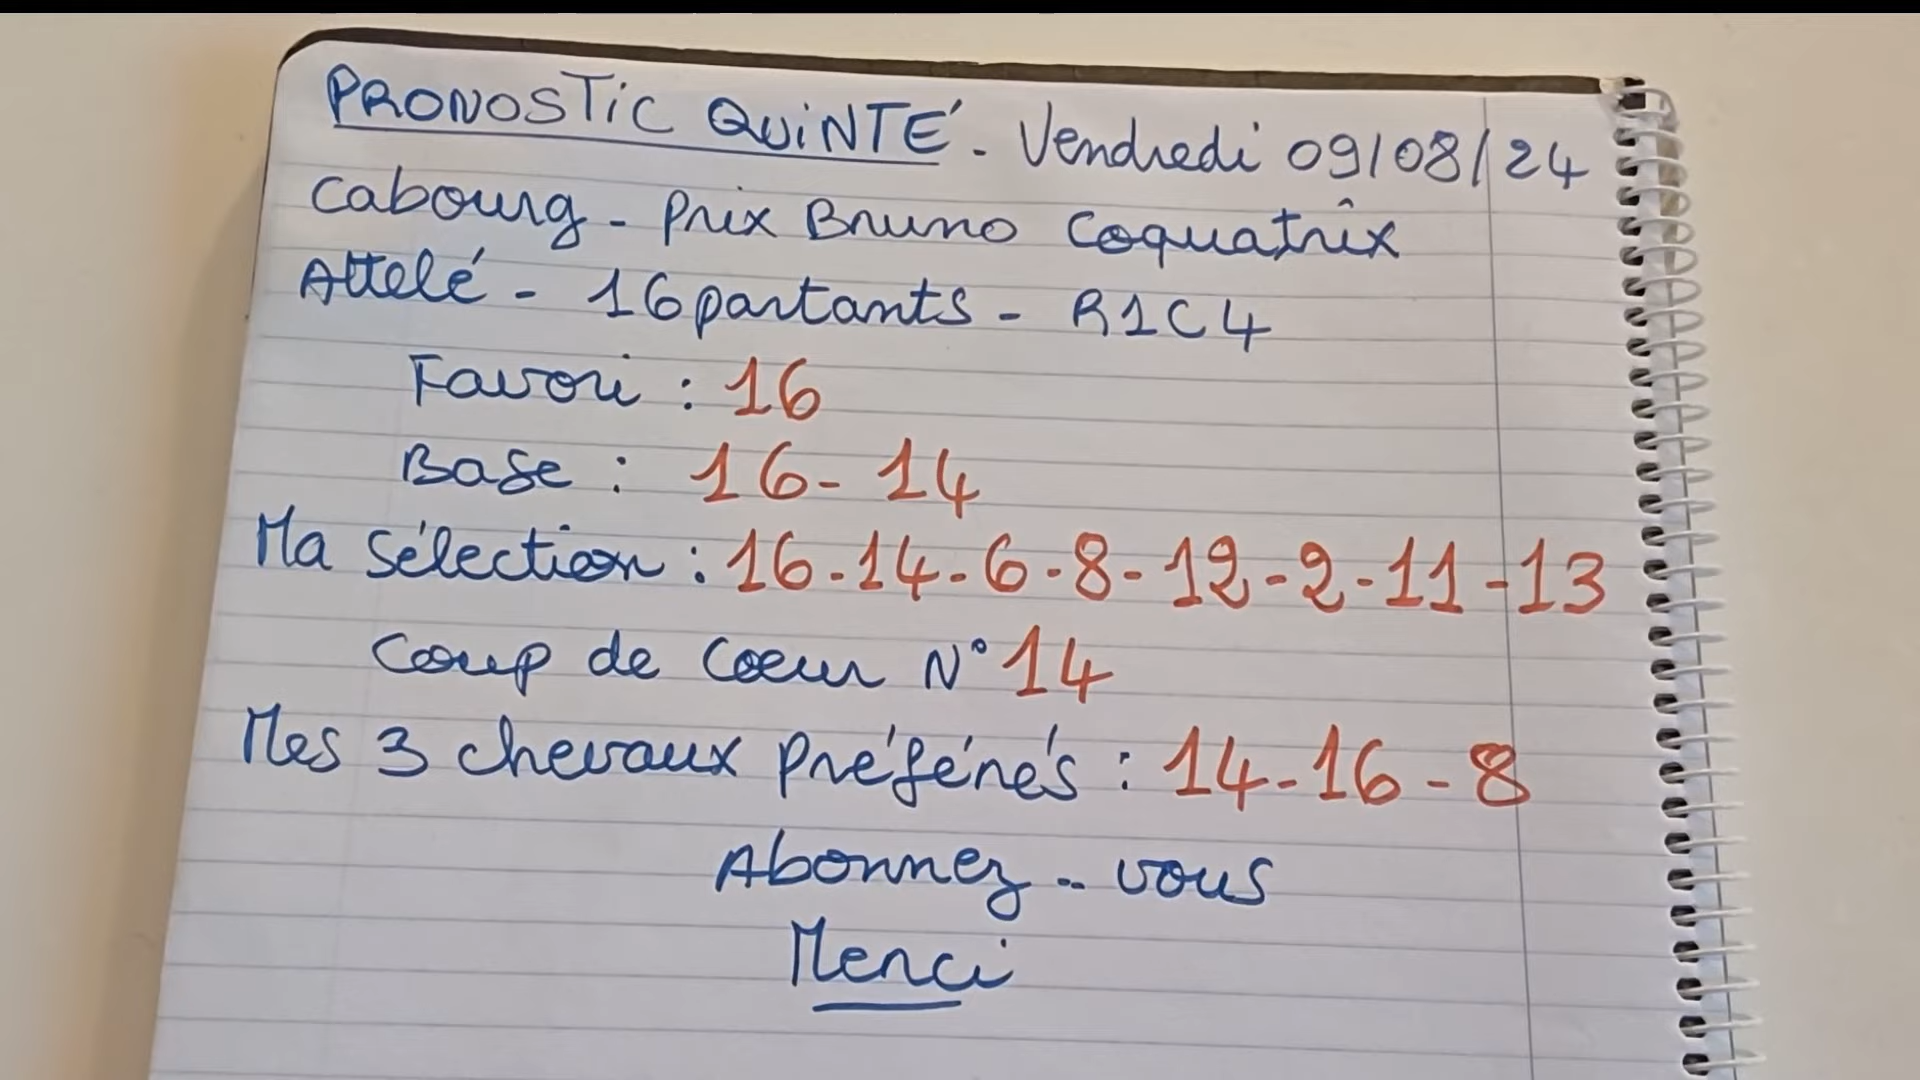 PRONOSTIC QUINTÉ - Vendredi 09/08/24
Cabourg - Prix Bruno Coquatrîx
Attelé - 16 partants - R1C4
Favori : 16
Base : 16 - 14
Ma sélection : 16 - 14 - 6 - 8 - 12 - 2 - 11 - 13
Coup de coeur N° 14
Mes 3 chevaux préférés : 14 - 16 - 8
Abonnez - vous
Merci